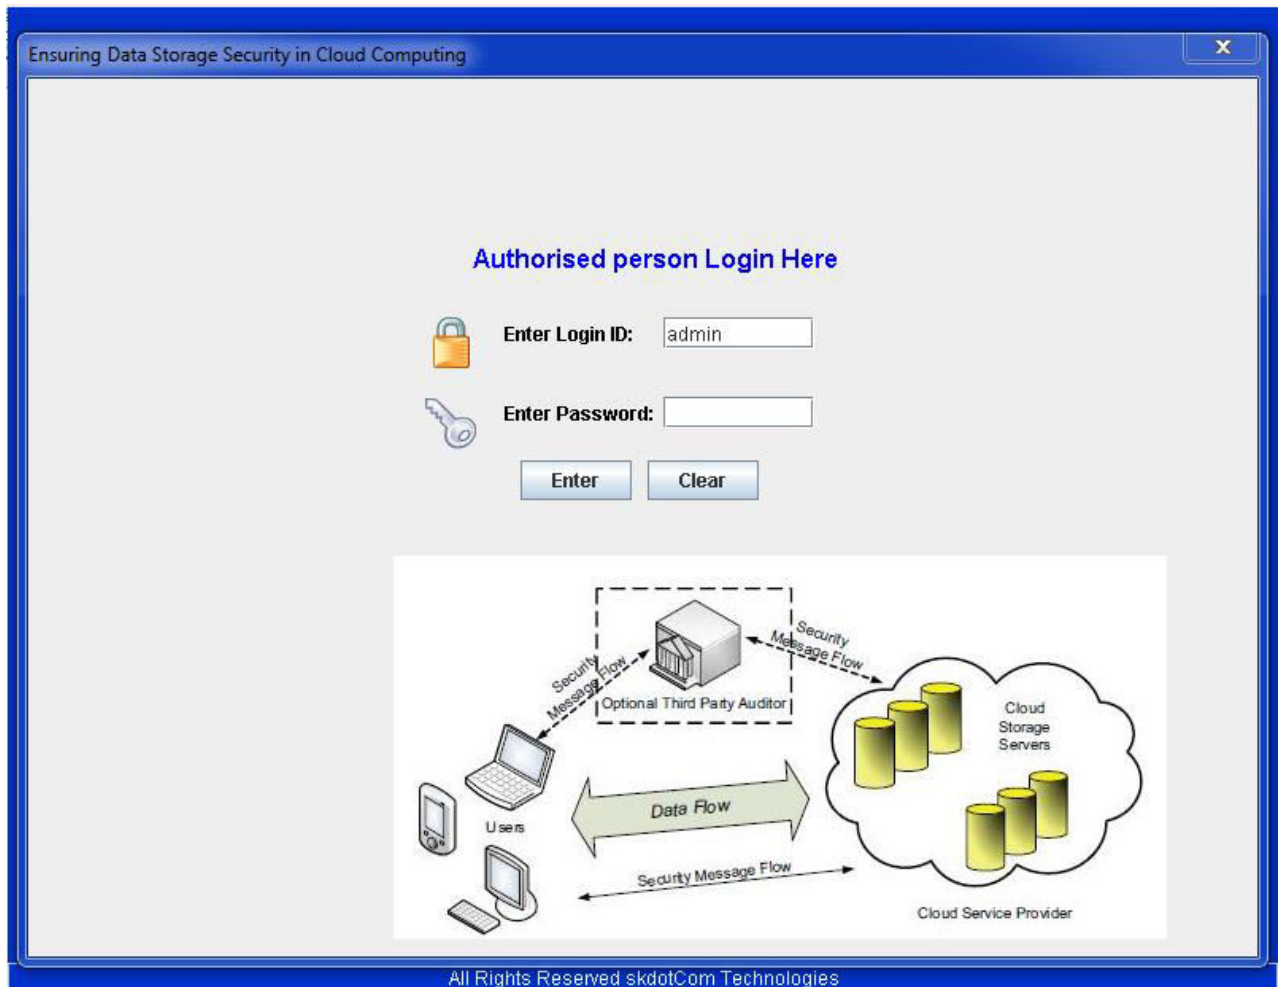 Ensuring Data Storage Security in Cloud Computing
X
Authorised person Login Here
Enter Login ID: admin
Enter Password:
Enter Clear
Security
Message Flow
Security
Message Flow
Optional Third Party Auditor
Cloud
Storage
Servers
Data Flow
Users
Security Message Flow
Cloud Service Provider
All Rights Reserved skdotCom Technologies